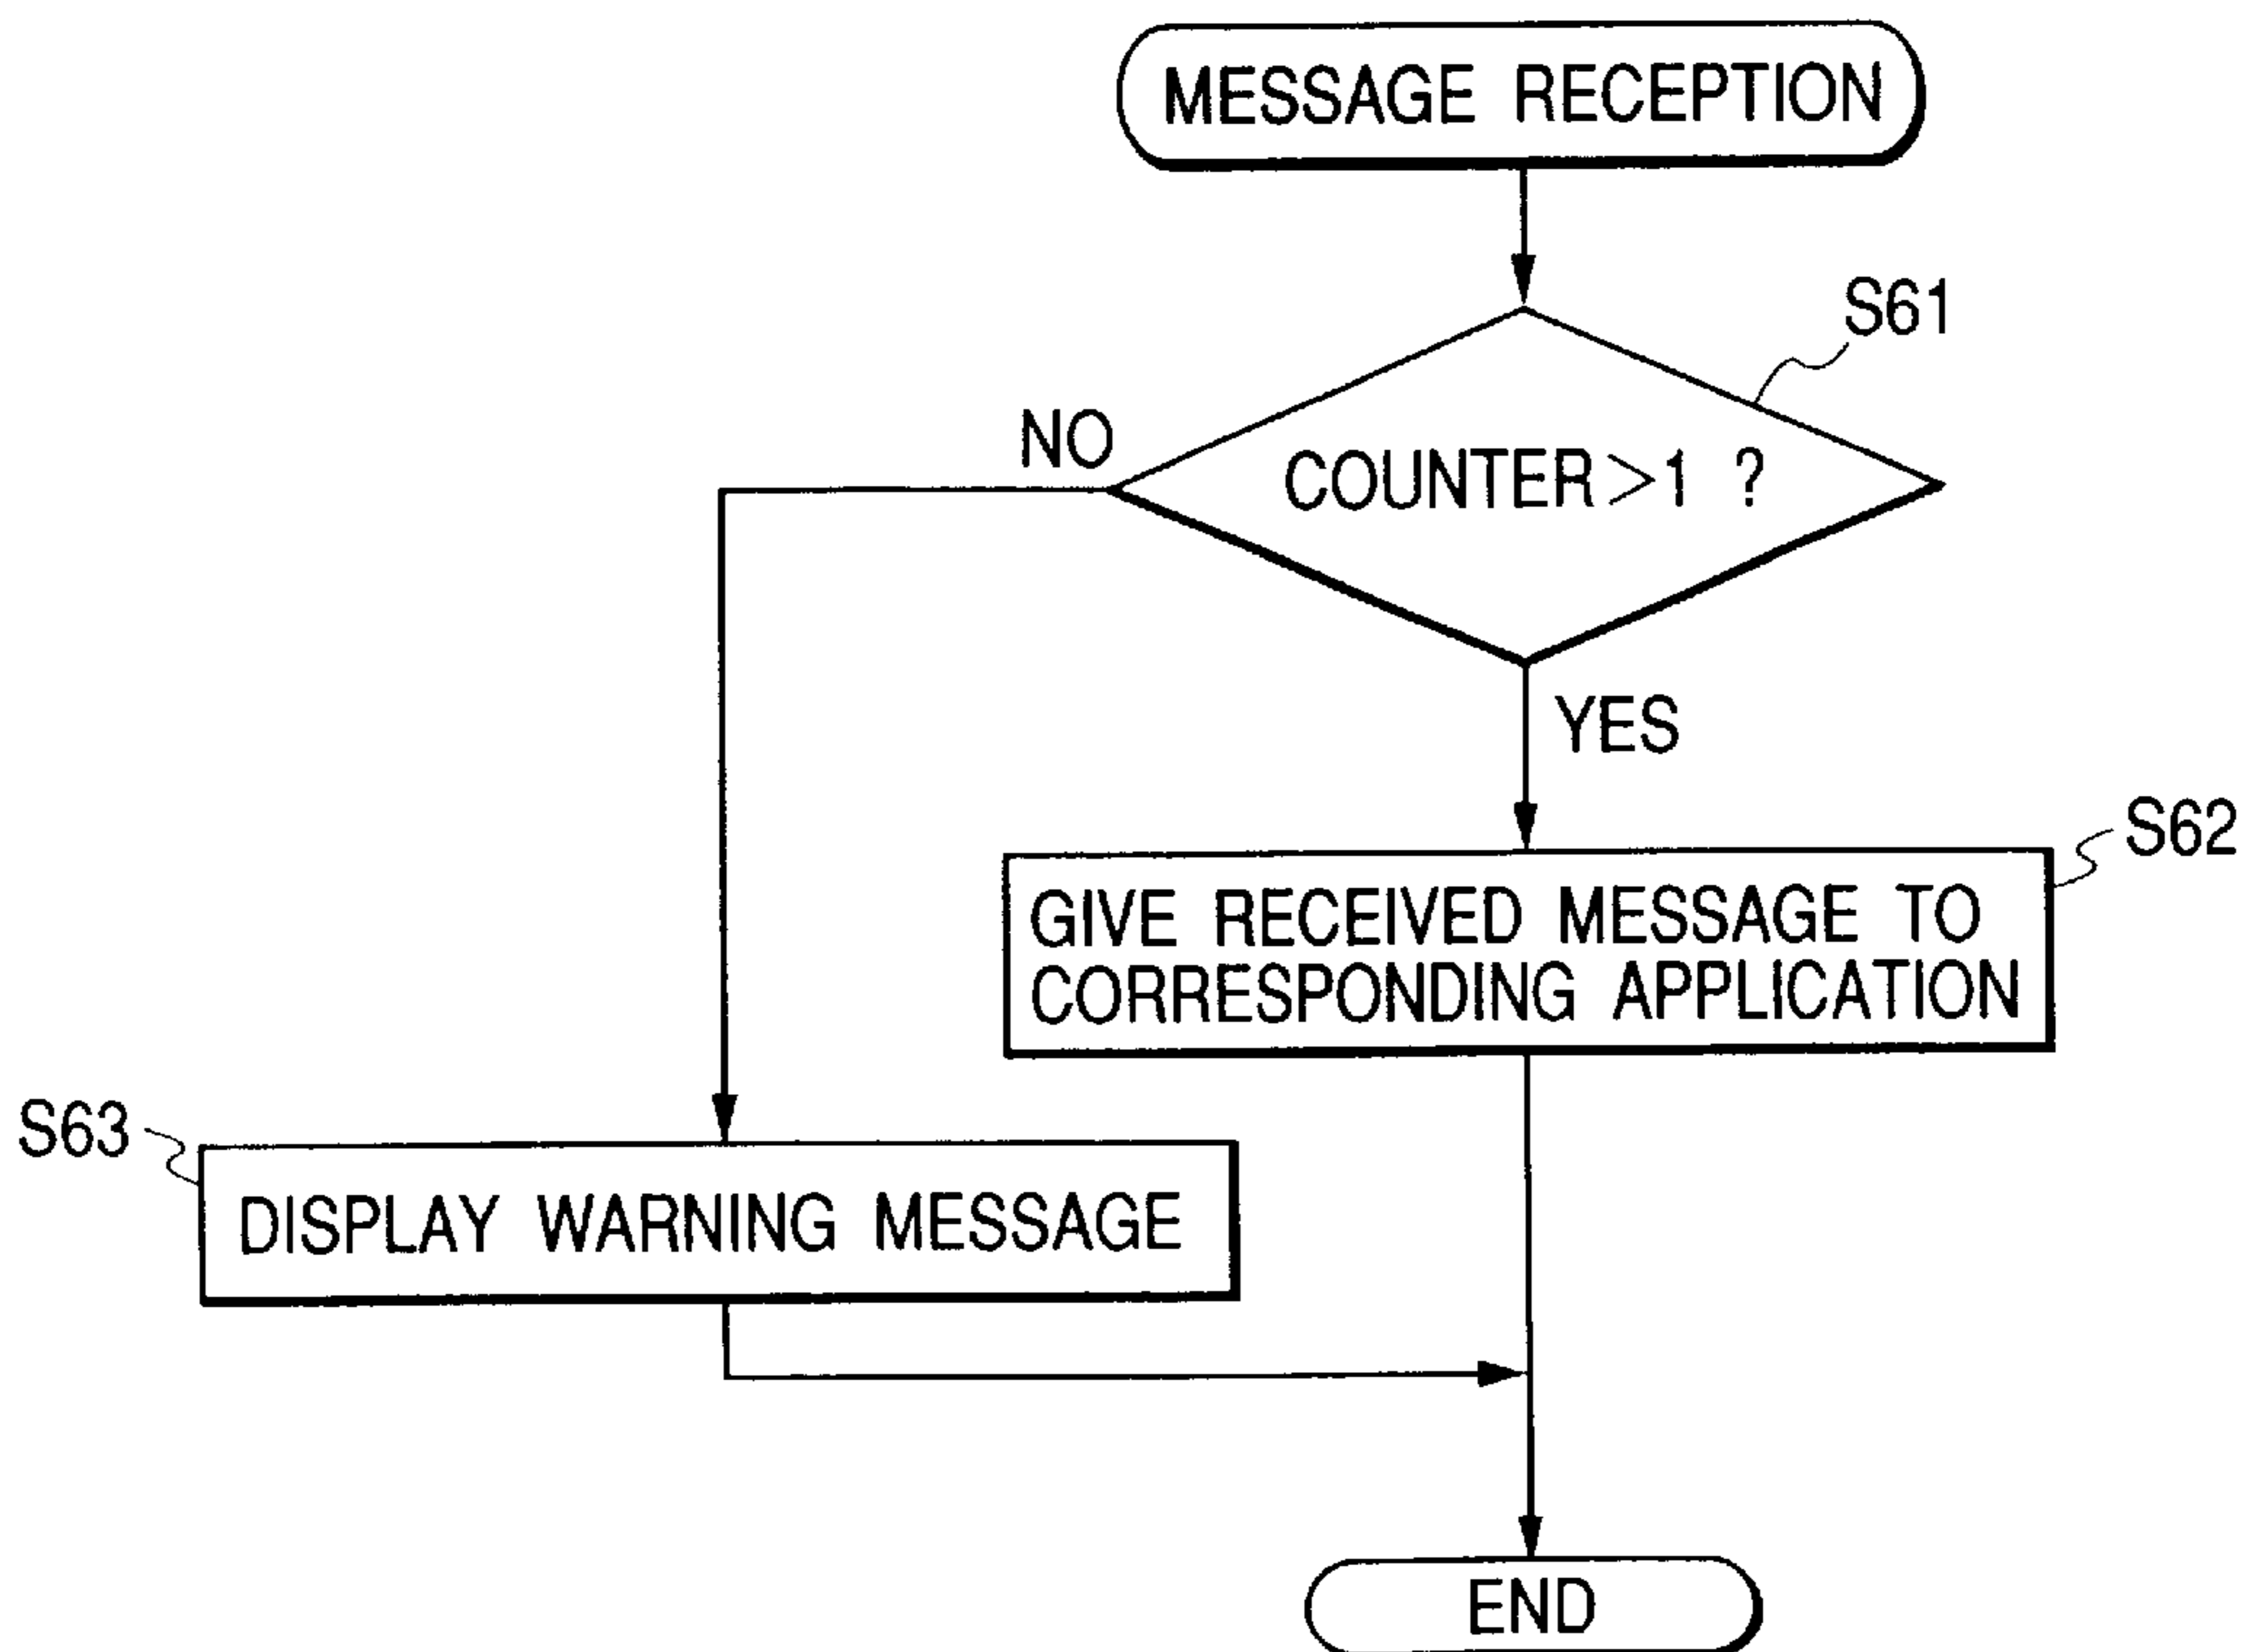 MESSAGE RECEPTION
S61
NO
COUNTER>1 ?
YES
S62
GIVE RECEIVED MESSAGE TO
CORRESPONDING APPLICATION
S63
DISPLAY WARNING MESSAGE
END